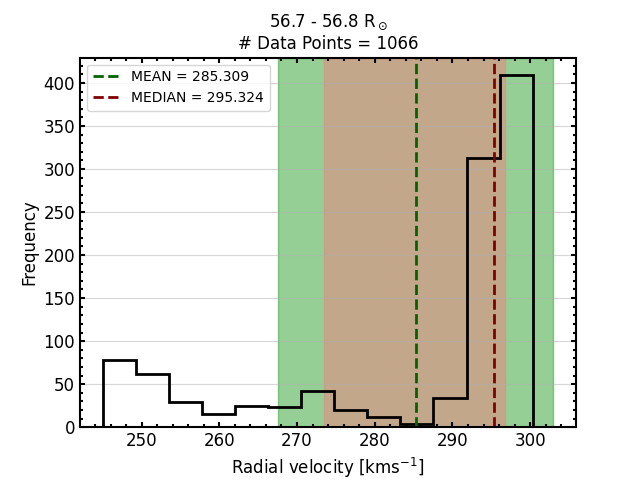 56.7 - 56.8 R⊙
# Data Points = 1066
MEAN = 285.309
MEDIAN = 295.324
400
350
300
250
200
150
100
50
0
Frequency
250 260 270 280 290 300
Radial velocity [kms⁻¹]